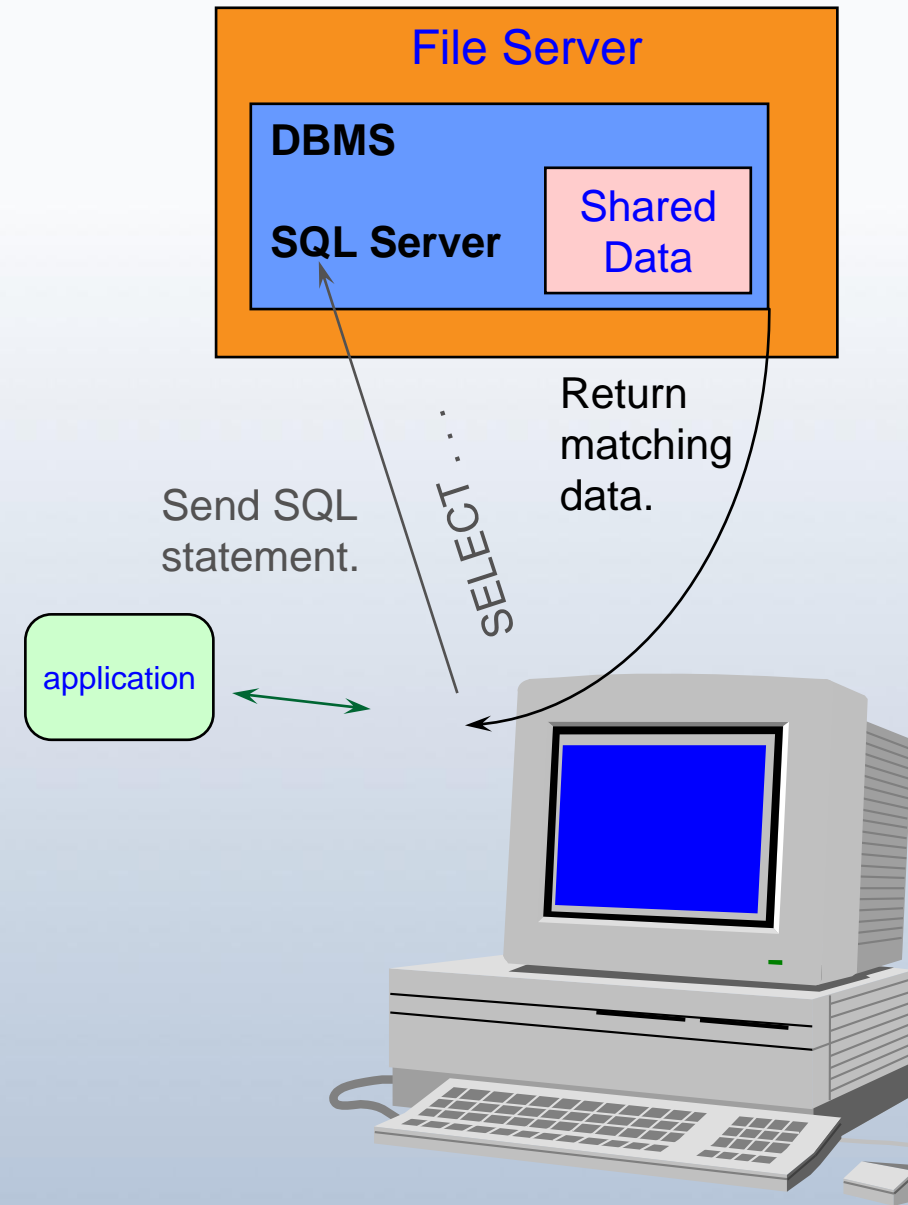 File Server
DBMS
SQL Server
Shared
Data
Return
matching
data.
SELECT . . .
Send SQL
statement.
application